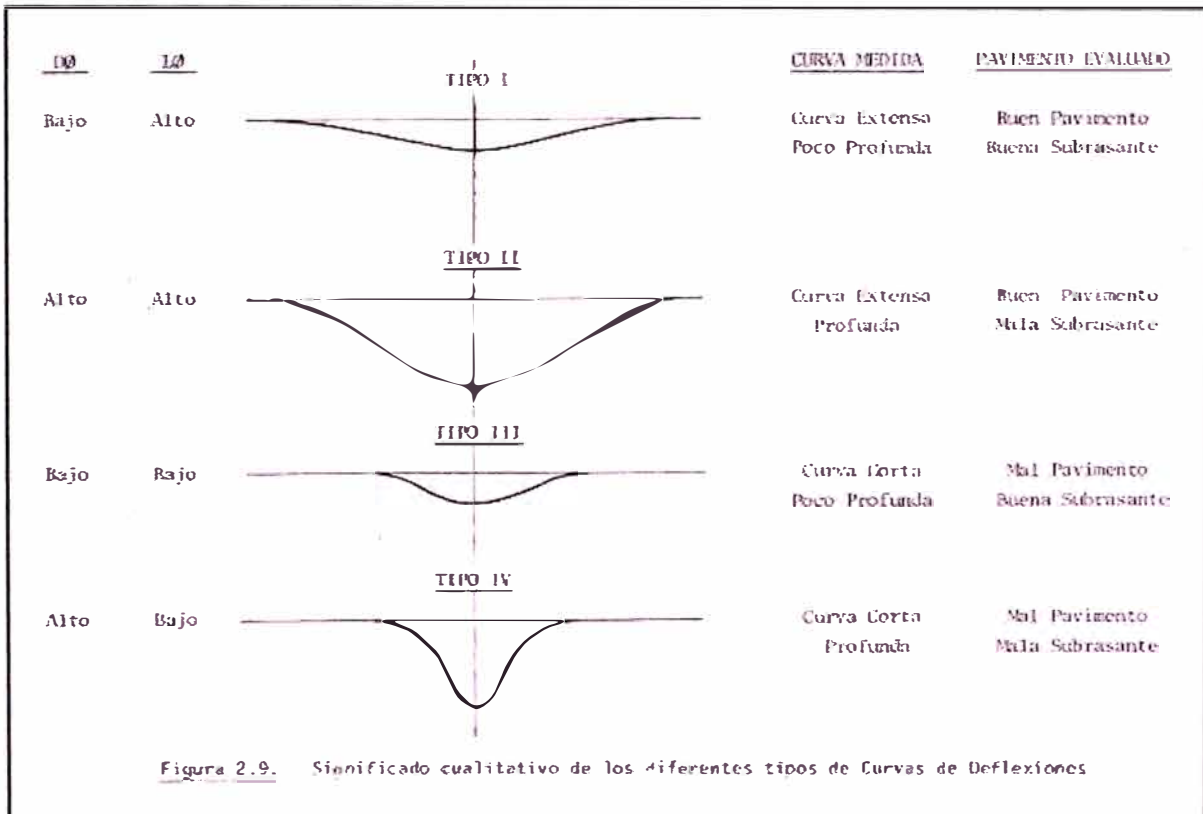 DØ LØ TIPO I CURVA MEDIDA PAVIMENTO EVALUADO
Bajo Alto Curva Extensa Buen Pavimento
Poco Profunda Buena Subrasante
TIPO II
Alto Alto Curva Extensa Buen Pavimento
Profunda Mala Subrasante
TIPO III
Bajo Bajo Curva Corta Mal Pavimento
Poco Profunda Buena Subrasante
TIPO IV
Alto Bajo Curva Corta Mal Pavimento
Profunda Mala Subrasante
Figura 2.9. Significado cualitativo de los diferentes tipos de Curvas de Deflexiones